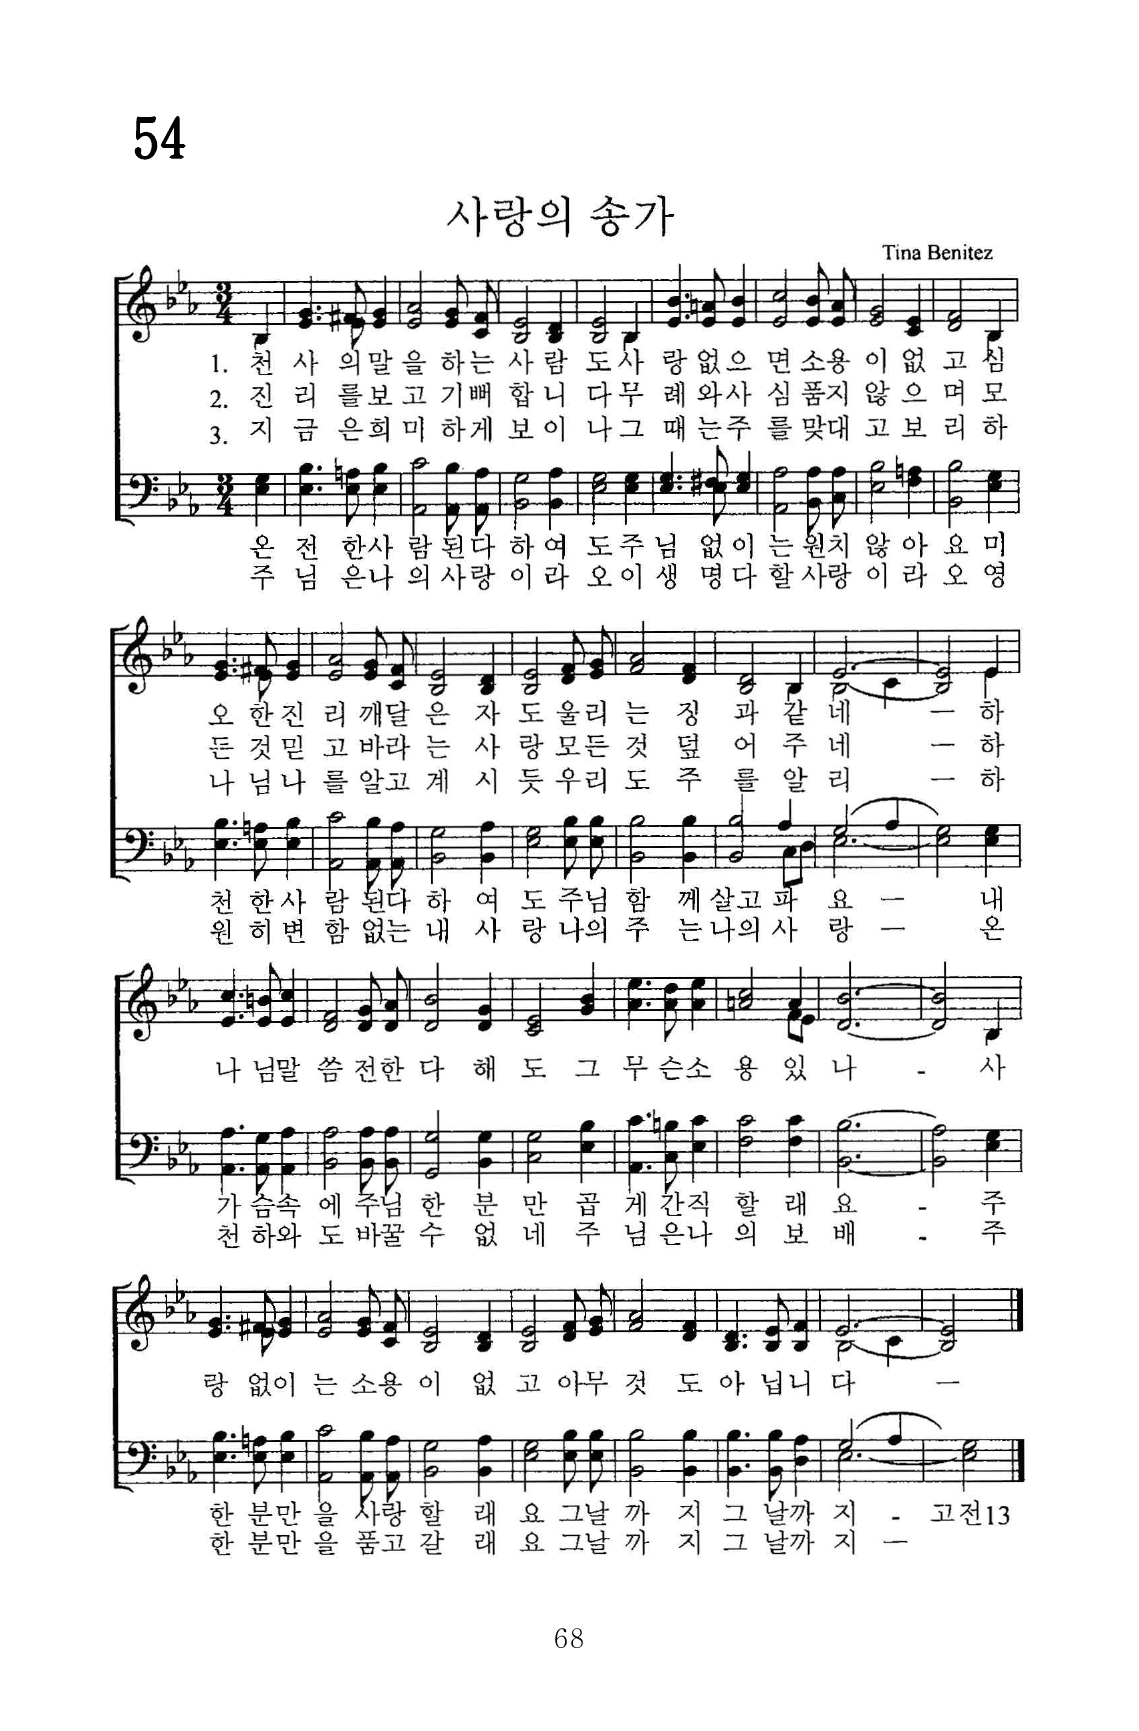 54
사랑의 송가
Tina Benitez
1. 천 사 의말 을 하는 사 람 도사 랑 없으 면 소용 이 없 고 심
2. 진 리 를보 고 기뻐 합 니 다무 례 와사 심 품지 않 으 며 모
3. 지 금 은희 미 하게 보 이 나그 때 는주 를 맞대 고 보 리 하
온 전 한사 람 된다 하 여 도주 님 없이 는 원치 않 아 요 미
주 님 은나 의 사랑 이 라 오이 생 명다 할 사랑 이 라 오 영
오 한진 리 깨달 은 자 도 울리 는 징 과 같 네 ㅡ 하
든 것믿 고 바라 는 사 랑 모든 것 덮 어 주 네 ㅡ 하
나 님나 를 알고 계 시 듯 우리 도 주 를 알 리 ㅡ 하
천 한사 람 된다 하 여 도 주님 함 께 살고 파 요 ㅡ 내
원 히변 함 없는 내 사 랑 나의 주 는 나의 사 랑 ㅡ 온
나 님말 씀 전한 다 해 도 그 무 슨소 용 있 나 - 사
가 슴속 에 주님 한 분 만 곱 게 간직 할 래 요 - 주
천 하와 도 바꿀 수 없 네 주 님 은나 의 보 배 - 주
랑 없이 는 소용 이 없 고 아무 것 도 아 닙니 다 ㅡ
한 분만 을 사랑 할 래 요 그날 까 지 그 날까 지 - 고전13
한 분만 을 품고 갈 래 요 그날 까 지 그 날까 지 ㅡ
68